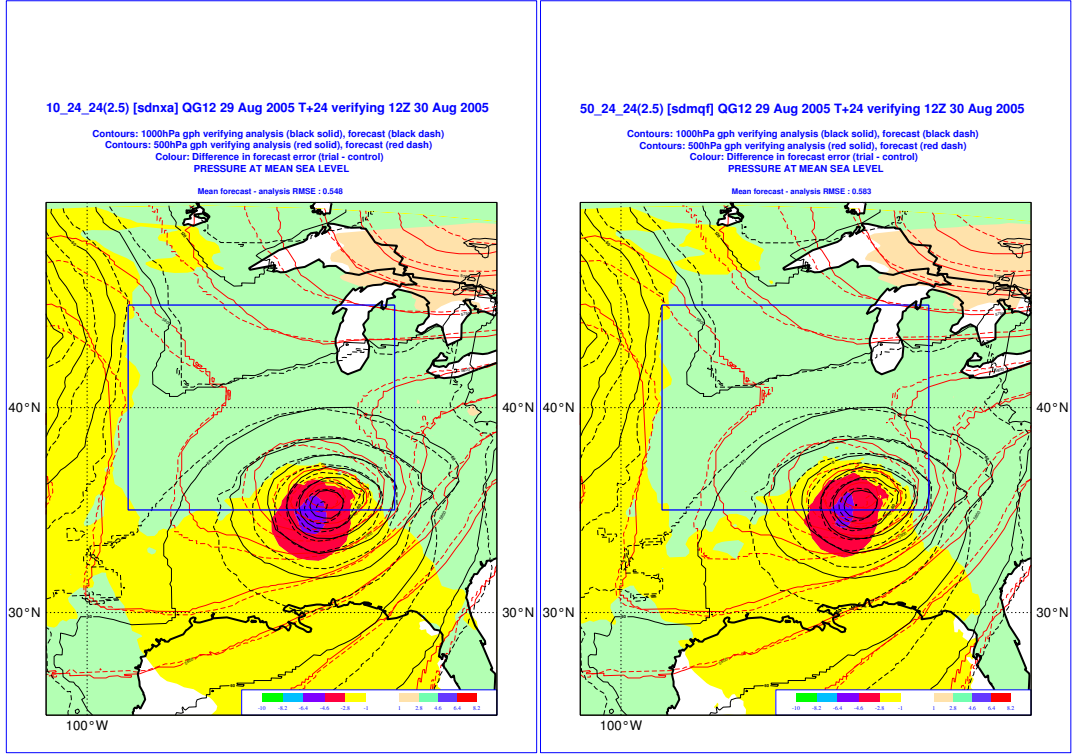 10_24_24(2.5) [sdnxa] QG12 29 Aug 2005 T+24 verifying 12Z 30 Aug 2005
Contours: 1000hPa gph verifying analysis (black solid), forecast (black dash)
Contours: 500hPa gph verifying analysis (red solid), forecast (red dash)
Colour: Difference in forecast error (trial - control)
PRESSURE AT MEAN SEA LEVEL
Mean forecast - analysis RMSE : 0.548
40°N 40°N
30°N 30°N
-10 -8.2 -6.4 -4.6 -2.8 -1 1 2.8 4.6 6.4 8.2
100°W
50_24_24(2.5) [sdmqf] QG12 29 Aug 2005 T+24 verifying 12Z 30 Aug 2005
Contours: 1000hPa gph verifying analysis (black solid), forecast (black dash)
Contours: 500hPa gph verifying analysis (red solid), forecast (red dash)
Colour: Difference in forecast error (trial - control)
PRESSURE AT MEAN SEA LEVEL
Mean forecast - analysis RMSE : 0.583
40°N
30°N
-10 -8.2 -6.4 -4.6 -2.8 -1 1 2.8 4.6 6.4 8.2
100°W